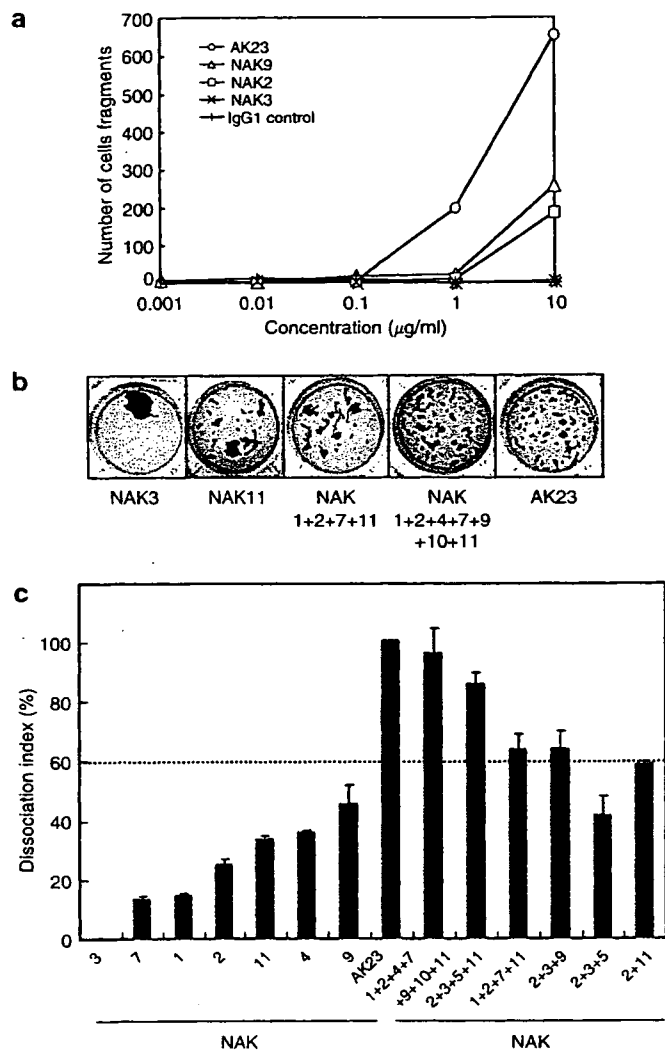 a
700
600
500
400
300
200
100
0
Number of cells fragments
AK23
NAK9
NAK2
NAK3
IgG1 control
0.001 0.01 0.1 1 10
Concentration (μg/ml)
b
NAK3 NAK11 NAK NAK AK23
1+2+7+11 1+2+4+7+9
+10+11
c
100
80
60
40
20
0
Dissociation index (%)
3 7 1 2 11 4 9 AK23 1+2+4+7 +9+10+11 2+3+5+11 1+2+7+11 2+3+9 2+3+5 2+11
NAK NAK